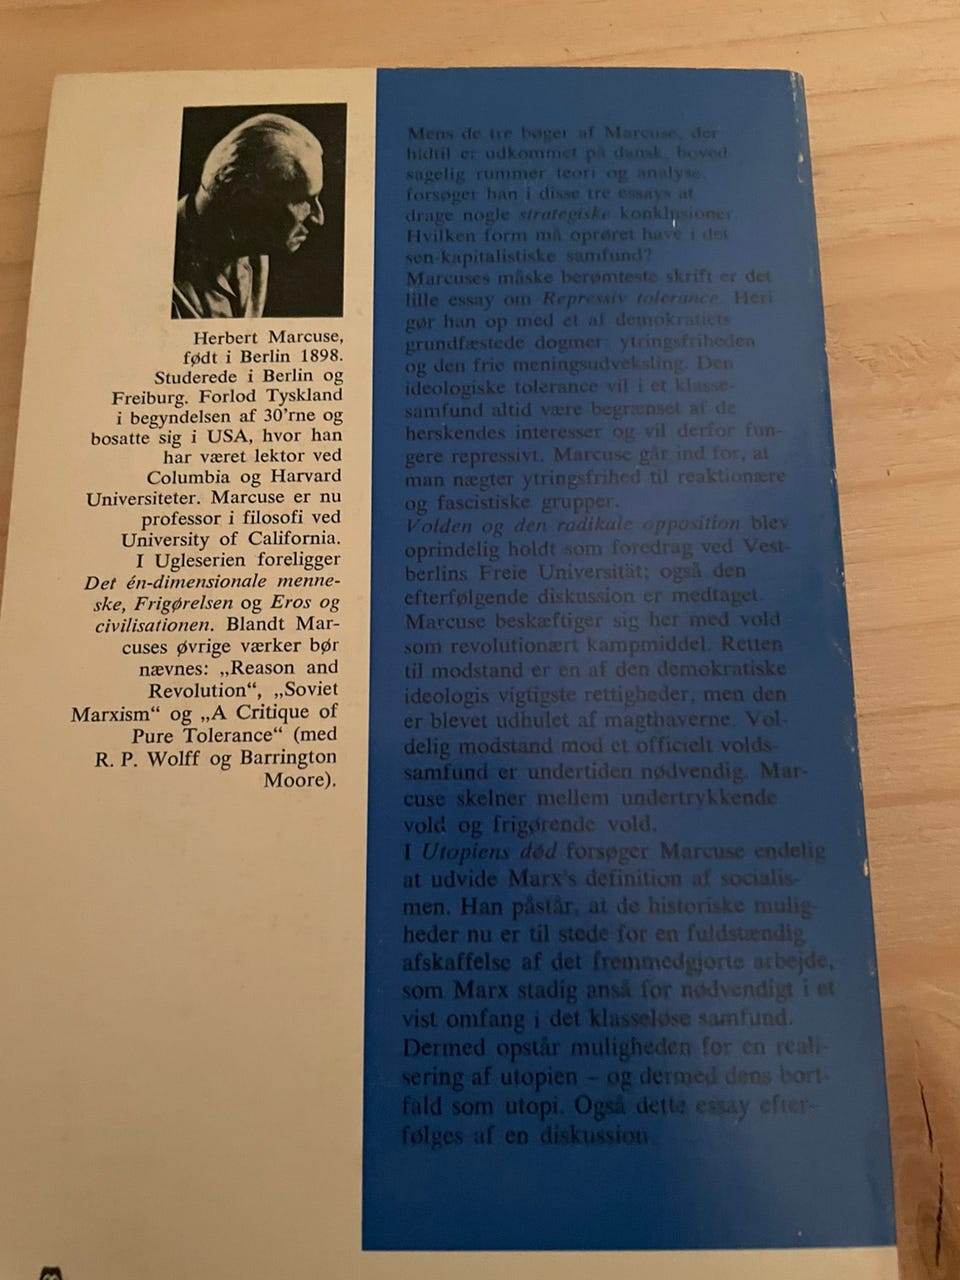 Herbert Marcuse,
født i Berlin 1898.
Studerede i Berlin og
Freiburg. Forlod Tyskland
i begyndelsen af 30'rne og
bosatte sig i USA, hvor han
har været lektor ved
Columbia og Harvard
Universiteter. Marcuse er nu
professor i filosofi ved
University of California.
I Ugleserien foreligger
Det én-dimensionale menne-
ske, Frigørelsen og Eros og
civilisationen. Blandt Mar-
cuses øvrige værker bør
nævnes: „Reason and
Revolution“, „Soviet
Marxism“ og „A Critique of
Pure Tolerance“ (med
R. P. Wolff og Barrington
Moore).
Mens de tre bøger af Marcuse, der
hidtil er udkommet på dansk, hoved
sagelig rummer teori og analyse,
forsøger han i disse tre essays at
drage nogle strategiske konklusioner.
Hvilken form må oprøret have i det
sen-kapitalistiske samfund?
Marcuses måske berømteste skrift er det
lille essay om Repressiv tolerance. Heri
gør han op med et af demokratiets
grundfæstede dogmer: ytringsfriheden
og den frie meningsudveksling. Den
ideologiske tolerance vil i et klasse-
samfund altid være begrænset af de
herskendes interesser og vil derfor fun-
gere repressivt. Marcuse går ind for, at
man nægter ytringsfrihed til reaktionære
og fascistiske grupper.
Volden og den radikale opposition blev
oprindelig holdt som foredrag ved Vest-
berlins Freie Universität; også den
efterfølgende diskussion er medtaget.
Marcuse beskæftiger sig her med vold
som revolutionært kampmiddel. Retten
til modstand er en af den demokratiske
ideologis vigtigste rettigheder, men den
er blevet udhulet af magthaverne. Vol-
delig modstand mod et officielt volds-
samfund er undertiden nødvendig. Mar-
cuse skelner mellem undertrykkende
vold og frigørende vold.
I Utopiens død forsøger Marcuse endelig
at udvide Marx's definition af socialis-
men. Han påstår, at de historiske mulig-
heder nu er til stede for en fuldstændig
afskaffelse af det fremmedgjorte arbejde,
som Marx stadig anså for nødvendigt i et
vist omfang i det klasseløse samfund.
Dermed opstår muligheden for en reali-
sering af utopien – og dermed dens bort-
fald som utopi. Også dette essay efter-
følges af en diskussion.